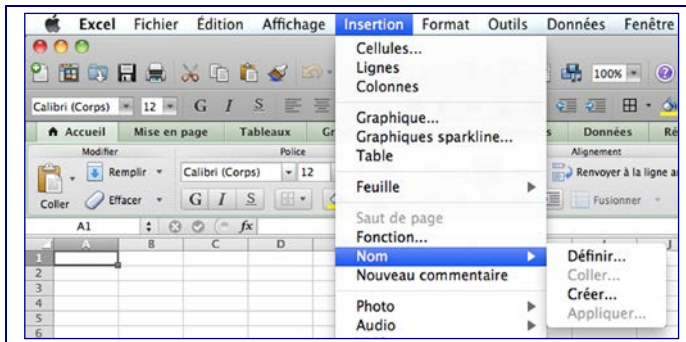 Excel Fichier Édition Affichage Insertion Format Outils Données Fenêtre
100%
Calibri (Corps) 12 G I S
Accueil Mise en page Tableaux Gr s Données Ré
Modifier Police Alignement
Remplir Calibri (Corps) 12 Renvoyer à la ligne au
Coller Effacer G I S Fusionner
A1 fx
A B C D J
1
2
3
4
5
6
Cellules...
Lignes
Colonnes
Graphique...
Graphiques sparkline...
Table
Feuille
Saut de page
Fonction...
Nom
Nouveau commentaire
Photo
Audio
Définir...
Coller...
Créer...
Appliquer...